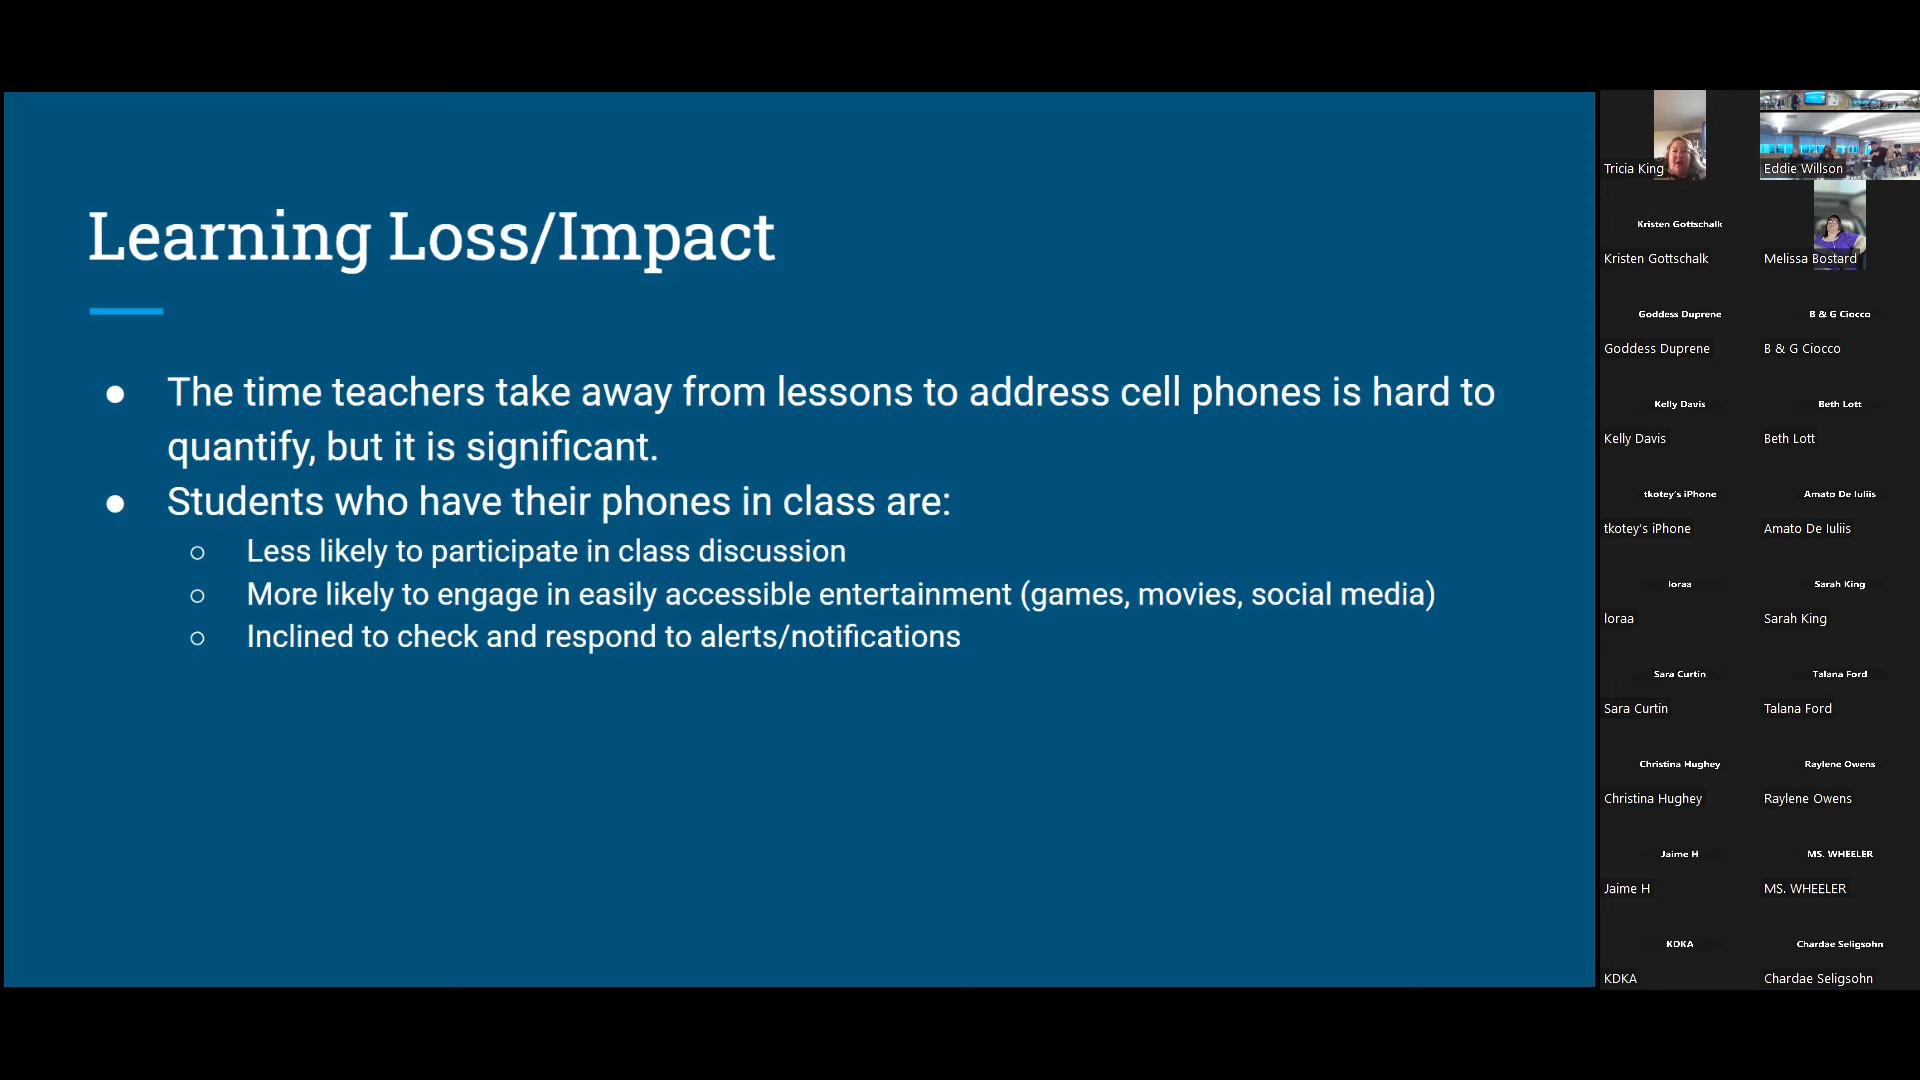 Learning Loss/Impact
● The time teachers take away from lessons to address cell phones is hard to
quantify, but it is significant.
● Students who have their phones in class are:
○ Less likely to participate in class discussion
○ More likely to engage in easily accessible entertainment (games, movies, social media)
○ Inclined to check and respond to alerts/notifications
Tricia King
Eddie Willson
Kristen Gottschalk
Kristen Gottschalk
Melissa Bostard
Goddess Duprene
Goddess Duprene
B & G Ciocco
B & G Ciocco
Kelly Davis
Kelly Davis
Beth Lott
Beth Lott
tkotey's iPhone
tkotey's iPhone
Amato De Iuliis
Amato De Iuliis
loraa
loraa
Sarah King
Sarah King
Sara Curtin
Sara Curtin
Talana Ford
Talana Ford
Christina Hughey
Christina Hughey
Raylene Owens
Raylene Owens
Jaime H
Jaime H
MS. WHEELER
MS. WHEELER
KDKA
KDKA
Chardae Seligsohn
Chardae Seligsohn